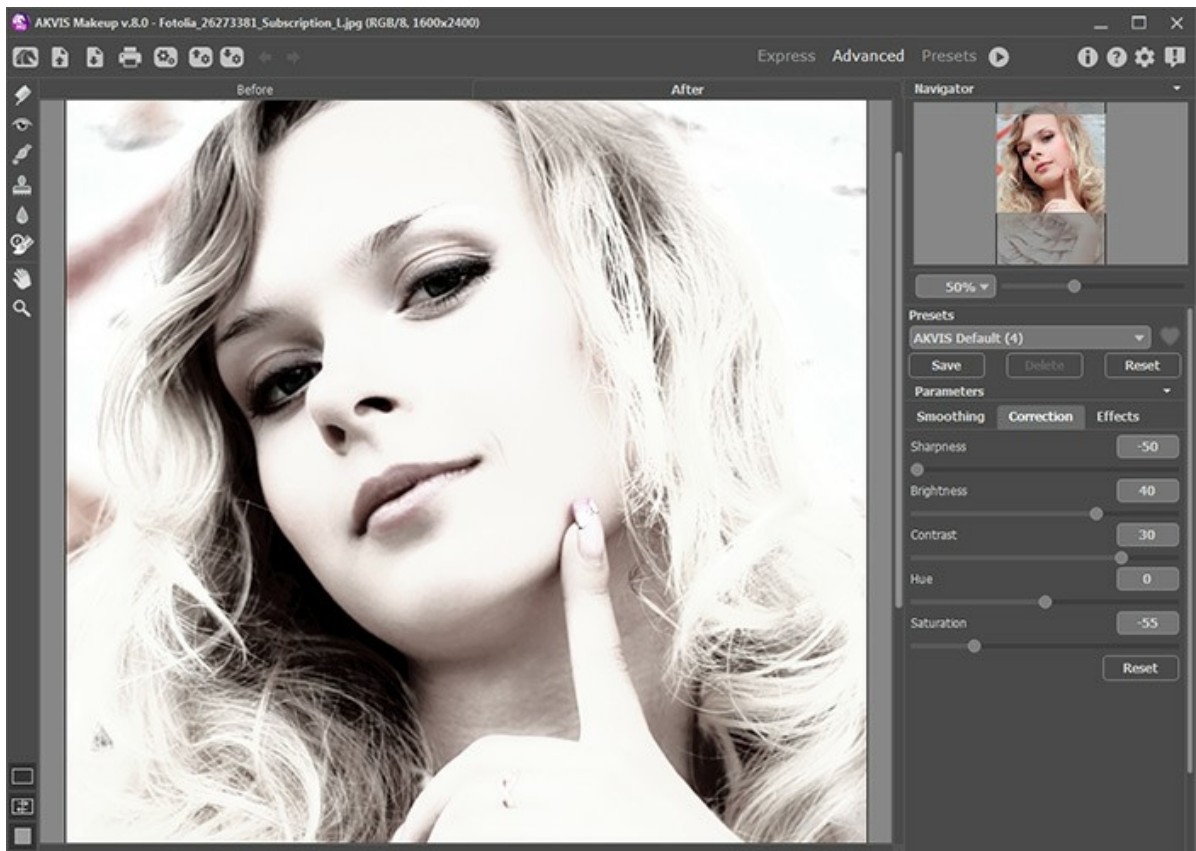 AKVIS Makeup v.8.0 - Fotolia_26273381_Subscription_L.jpg (RGB/8, 1600x2400)
Express Advanced Presets
Before After
Navigator
50%
Presets
AKVIS Default (4)
Save Delete Reset
Parameters
Smoothing Correction Effects
Sharpness -50
Brightness 40
Contrast 30
Hue 0
Saturation -55
Reset